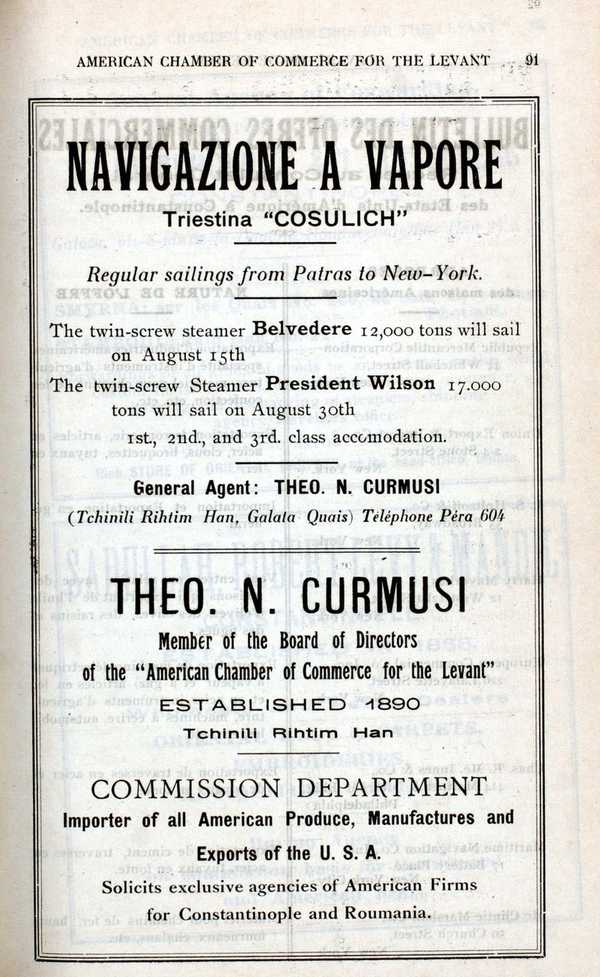 AMERICAN CHAMBER OF COMMERCE FOR THE LEVANT 91
NAVIGAZIONE A VAPORE
Triestina "COSULICH"
Regular sailings from Patras to New-York.
The twin-screw steamer Belvedere 12,000 tons will sail
on August 15th
The twin-screw Steamer President Wilson 17.000
tons will sail on August 30th
1st., 2nd., and 3rd. class accomodation.
General Agent: THEO. N. CURMUSI
(Tchinili Rihtim Han, Galata Quais) Téléphone Péra 604
THEO. N. CURMUSI
Member of the Board of Directors
of the "American Chamber of Commerce for the Levant"
ESTABLISHED 1890
Tchinili Rihtim Han
COMMISSION DEPARTMENT
Importer of all American Produce, Manufactures and
Exports of the U. S. A.
Solicits exclusive agencies of American Firms
for Constantinople and Roumania.